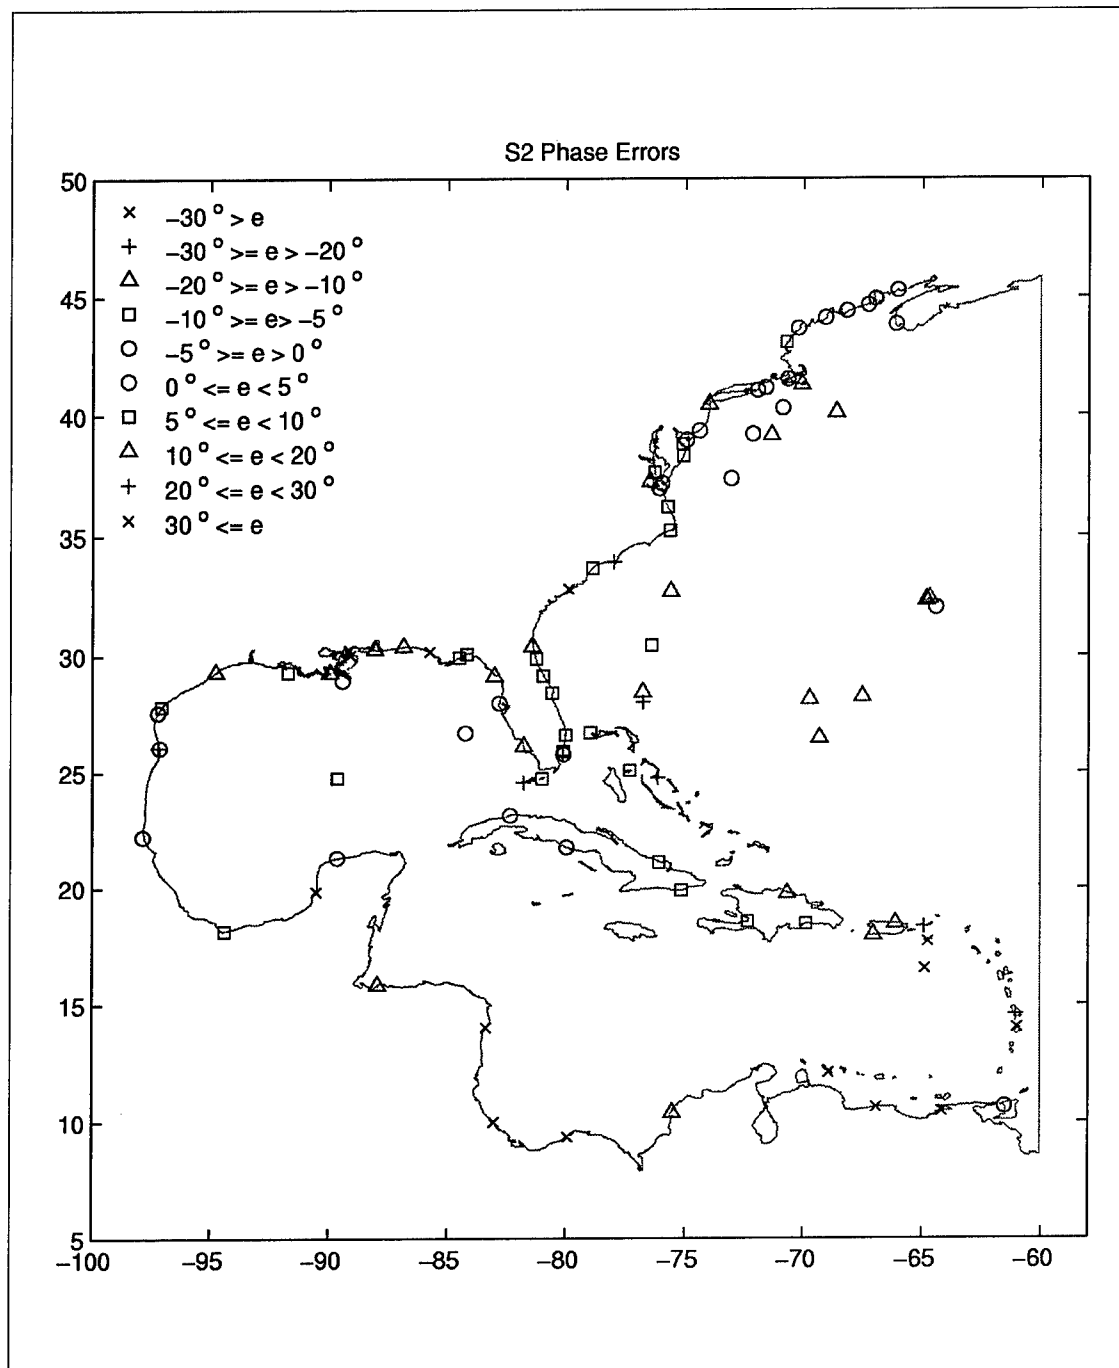 S2 Phase Errors
50
45
40
35
30
25
20
15
10
5
−30° > e
−30° >= e > −20°
−20° >= e > −10°
−10° >= e> −5°
−5° >= e > 0°
0° <= e < 5°
5° <= e < 10°
10° <= e < 20°
20° <= e < 30°
30° <= e
−100 −95 −90 −85 −80 −75 −70 −65 −60